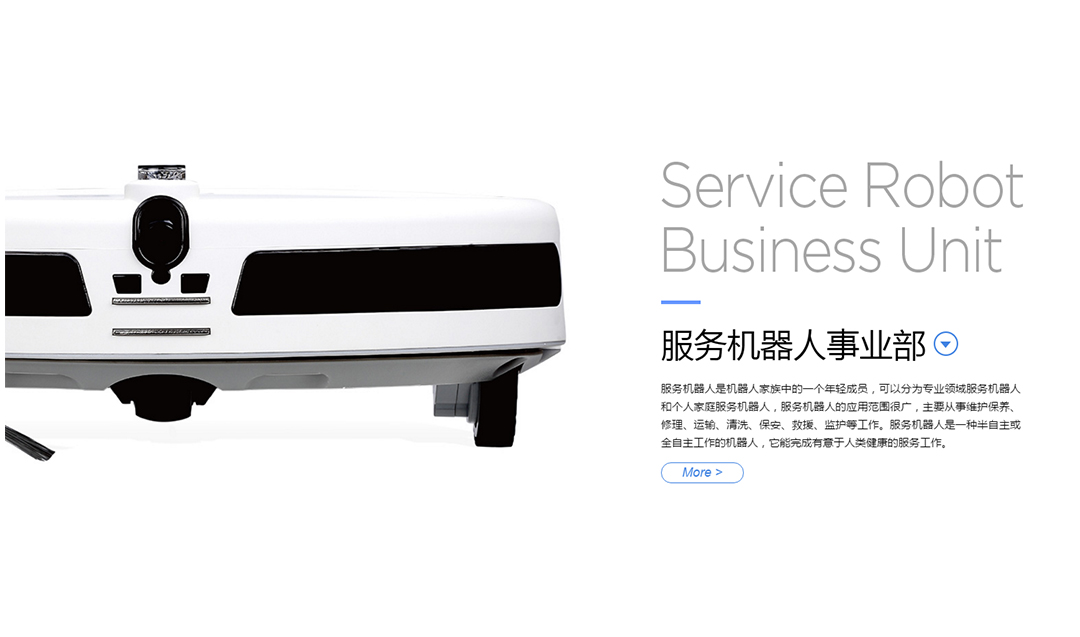 Service Robot
Business Unit
服务机器人事业部
服务机器人是机器人家族中的一个年轻成员，可以分为专业领域服务机器人
和个人家庭服务机器人，服务机器人的应用范围很广，主要从事维护保养、
修理、运输、清洗、保安、救援、监护等工作。服务机器人是一种半自主或
全自主工作的机器人，它能完成有意于人类健康的服务工作。
More >